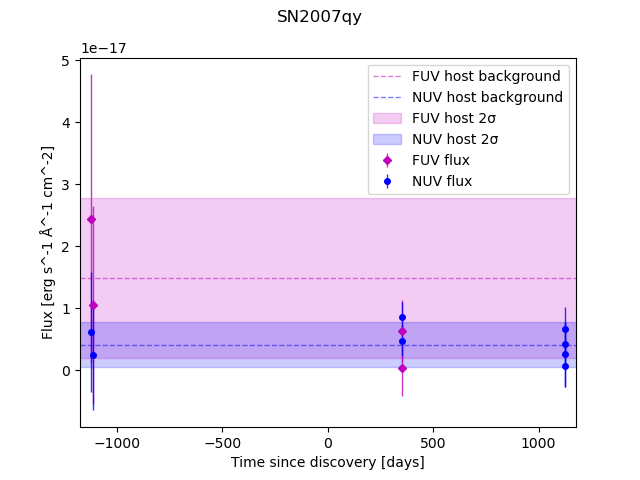 SN2007qy
1e−17
5
4
3
2
1
0
Flux [erg s^-1 Å^-1 cm^-2]
FUV host background
NUV host background
FUV host 2σ
NUV host 2σ
FUV flux
NUV flux
−1000 −500 0 500 1000
Time since discovery [days]